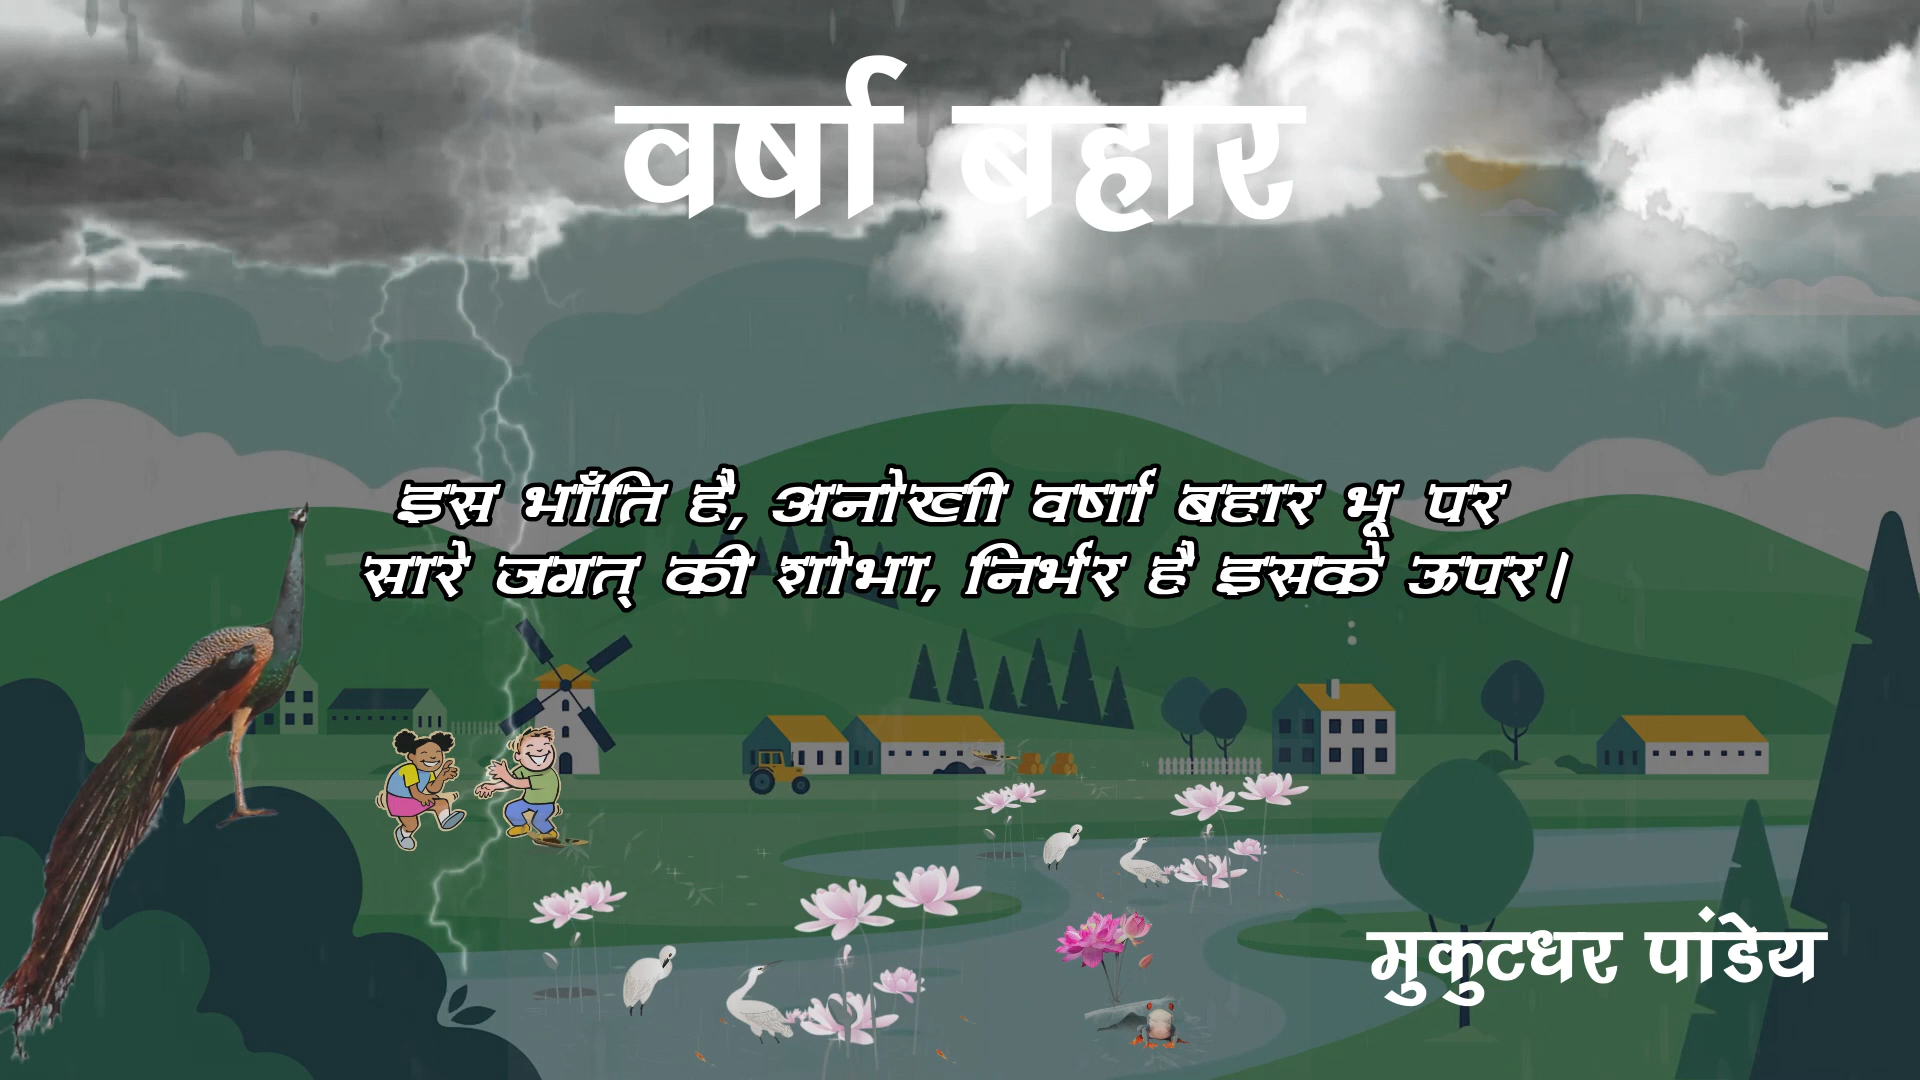 वर्षा बहार
इस भाँति है, अनोखी वर्षा बहार भू पर
सारे जगत् की शोभा, निर्भर है इसके ऊपर।
मुकुटधर पांडेय